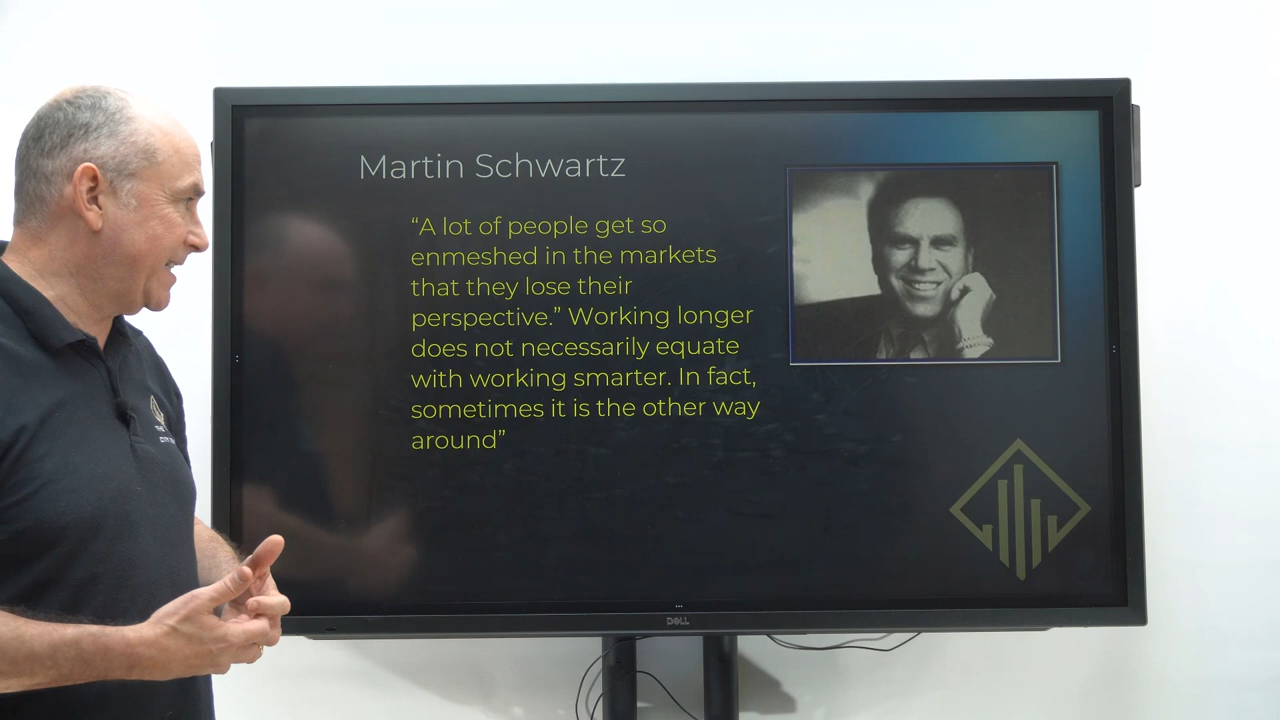 Martin Schwartz
“A lot of people get so
enmeshed in the markets
that they lose their
perspective.” Working longer
does not necessarily equate
with working smarter. In fact,
sometimes it is the other way
around”
DELL